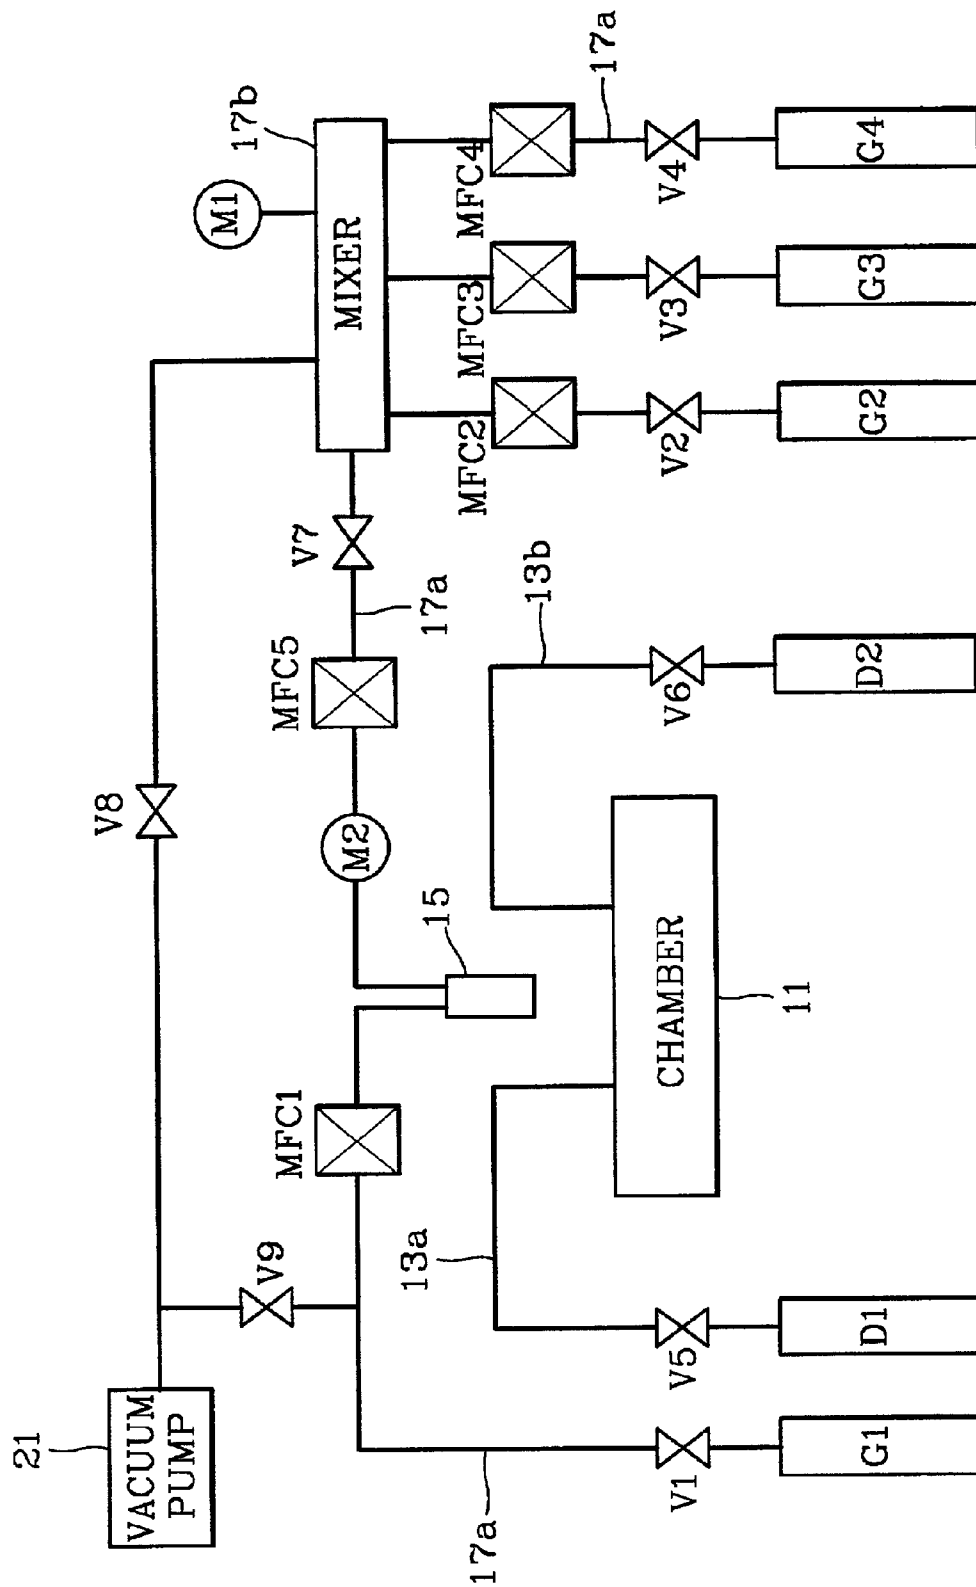 21
VACUUM
PUMP
V8
V9
MFC1
M2
MFC5
V7
17a
M1
17b
MIXER
15
MFC2
MFC3
MFC4
17a
13a
13b
CHAMBER
11
17a
V1
V5
V6
V2
V3
V4
G1
D1
D2
G2
G3
G4